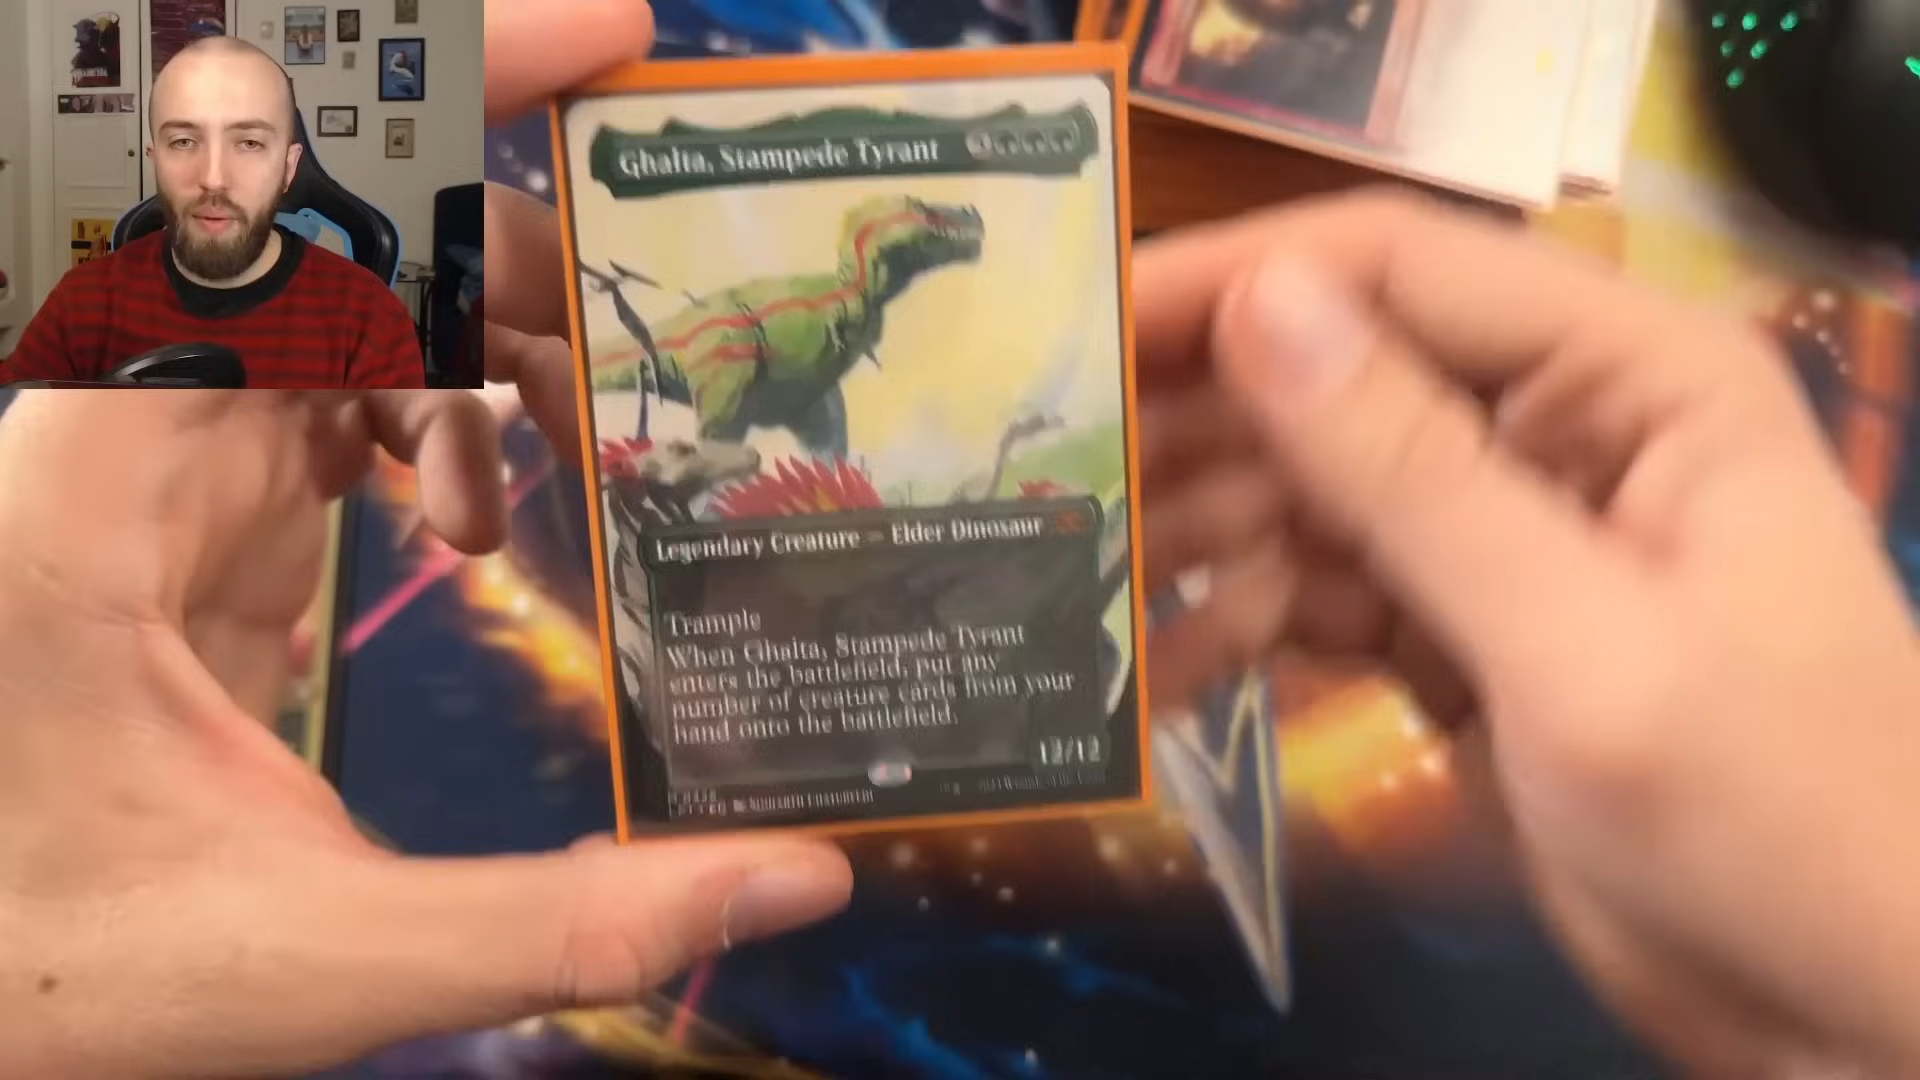 Ghalta, Stampede Tyrant
Legendary Creature — Elder Dinosaur
Trample
When Ghalta, Stampede Tyrant
enters the battlefield, put any
number of creature cards from your
hand onto the battlefield.
12/12